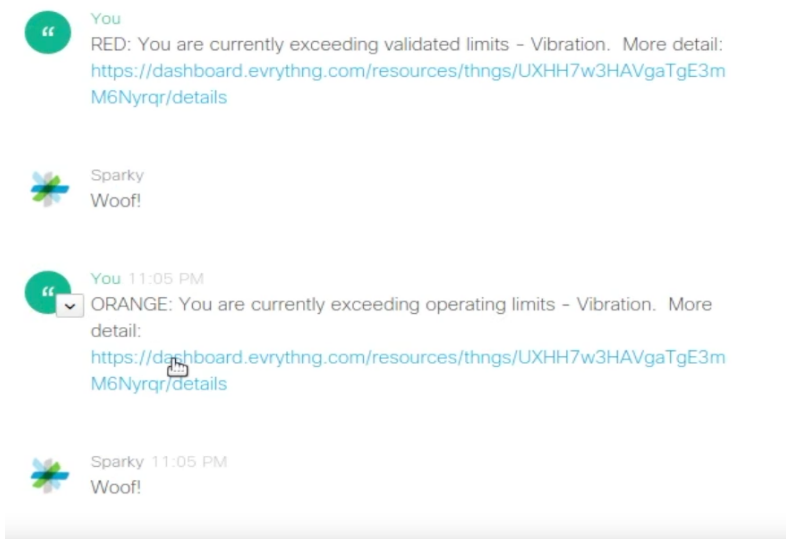 You
RED: You are currently exceeding validated limits - Vibration. More detail:
https://dashboard.evrythng.com/resources/thngs/UXHH7w3HAVgaTgE3m
M6Nyrqr/details
Sparky
Woof!
You 11:05 PM
ORANGE: You are currently exceeding operating limits - Vibration. More
detail:
https://dashboard.evrythng.com/resources/thngs/UXHH7w3HAVgaTgE3m
M6Nyrqr/details
Sparky 11:05 PM
Woof!